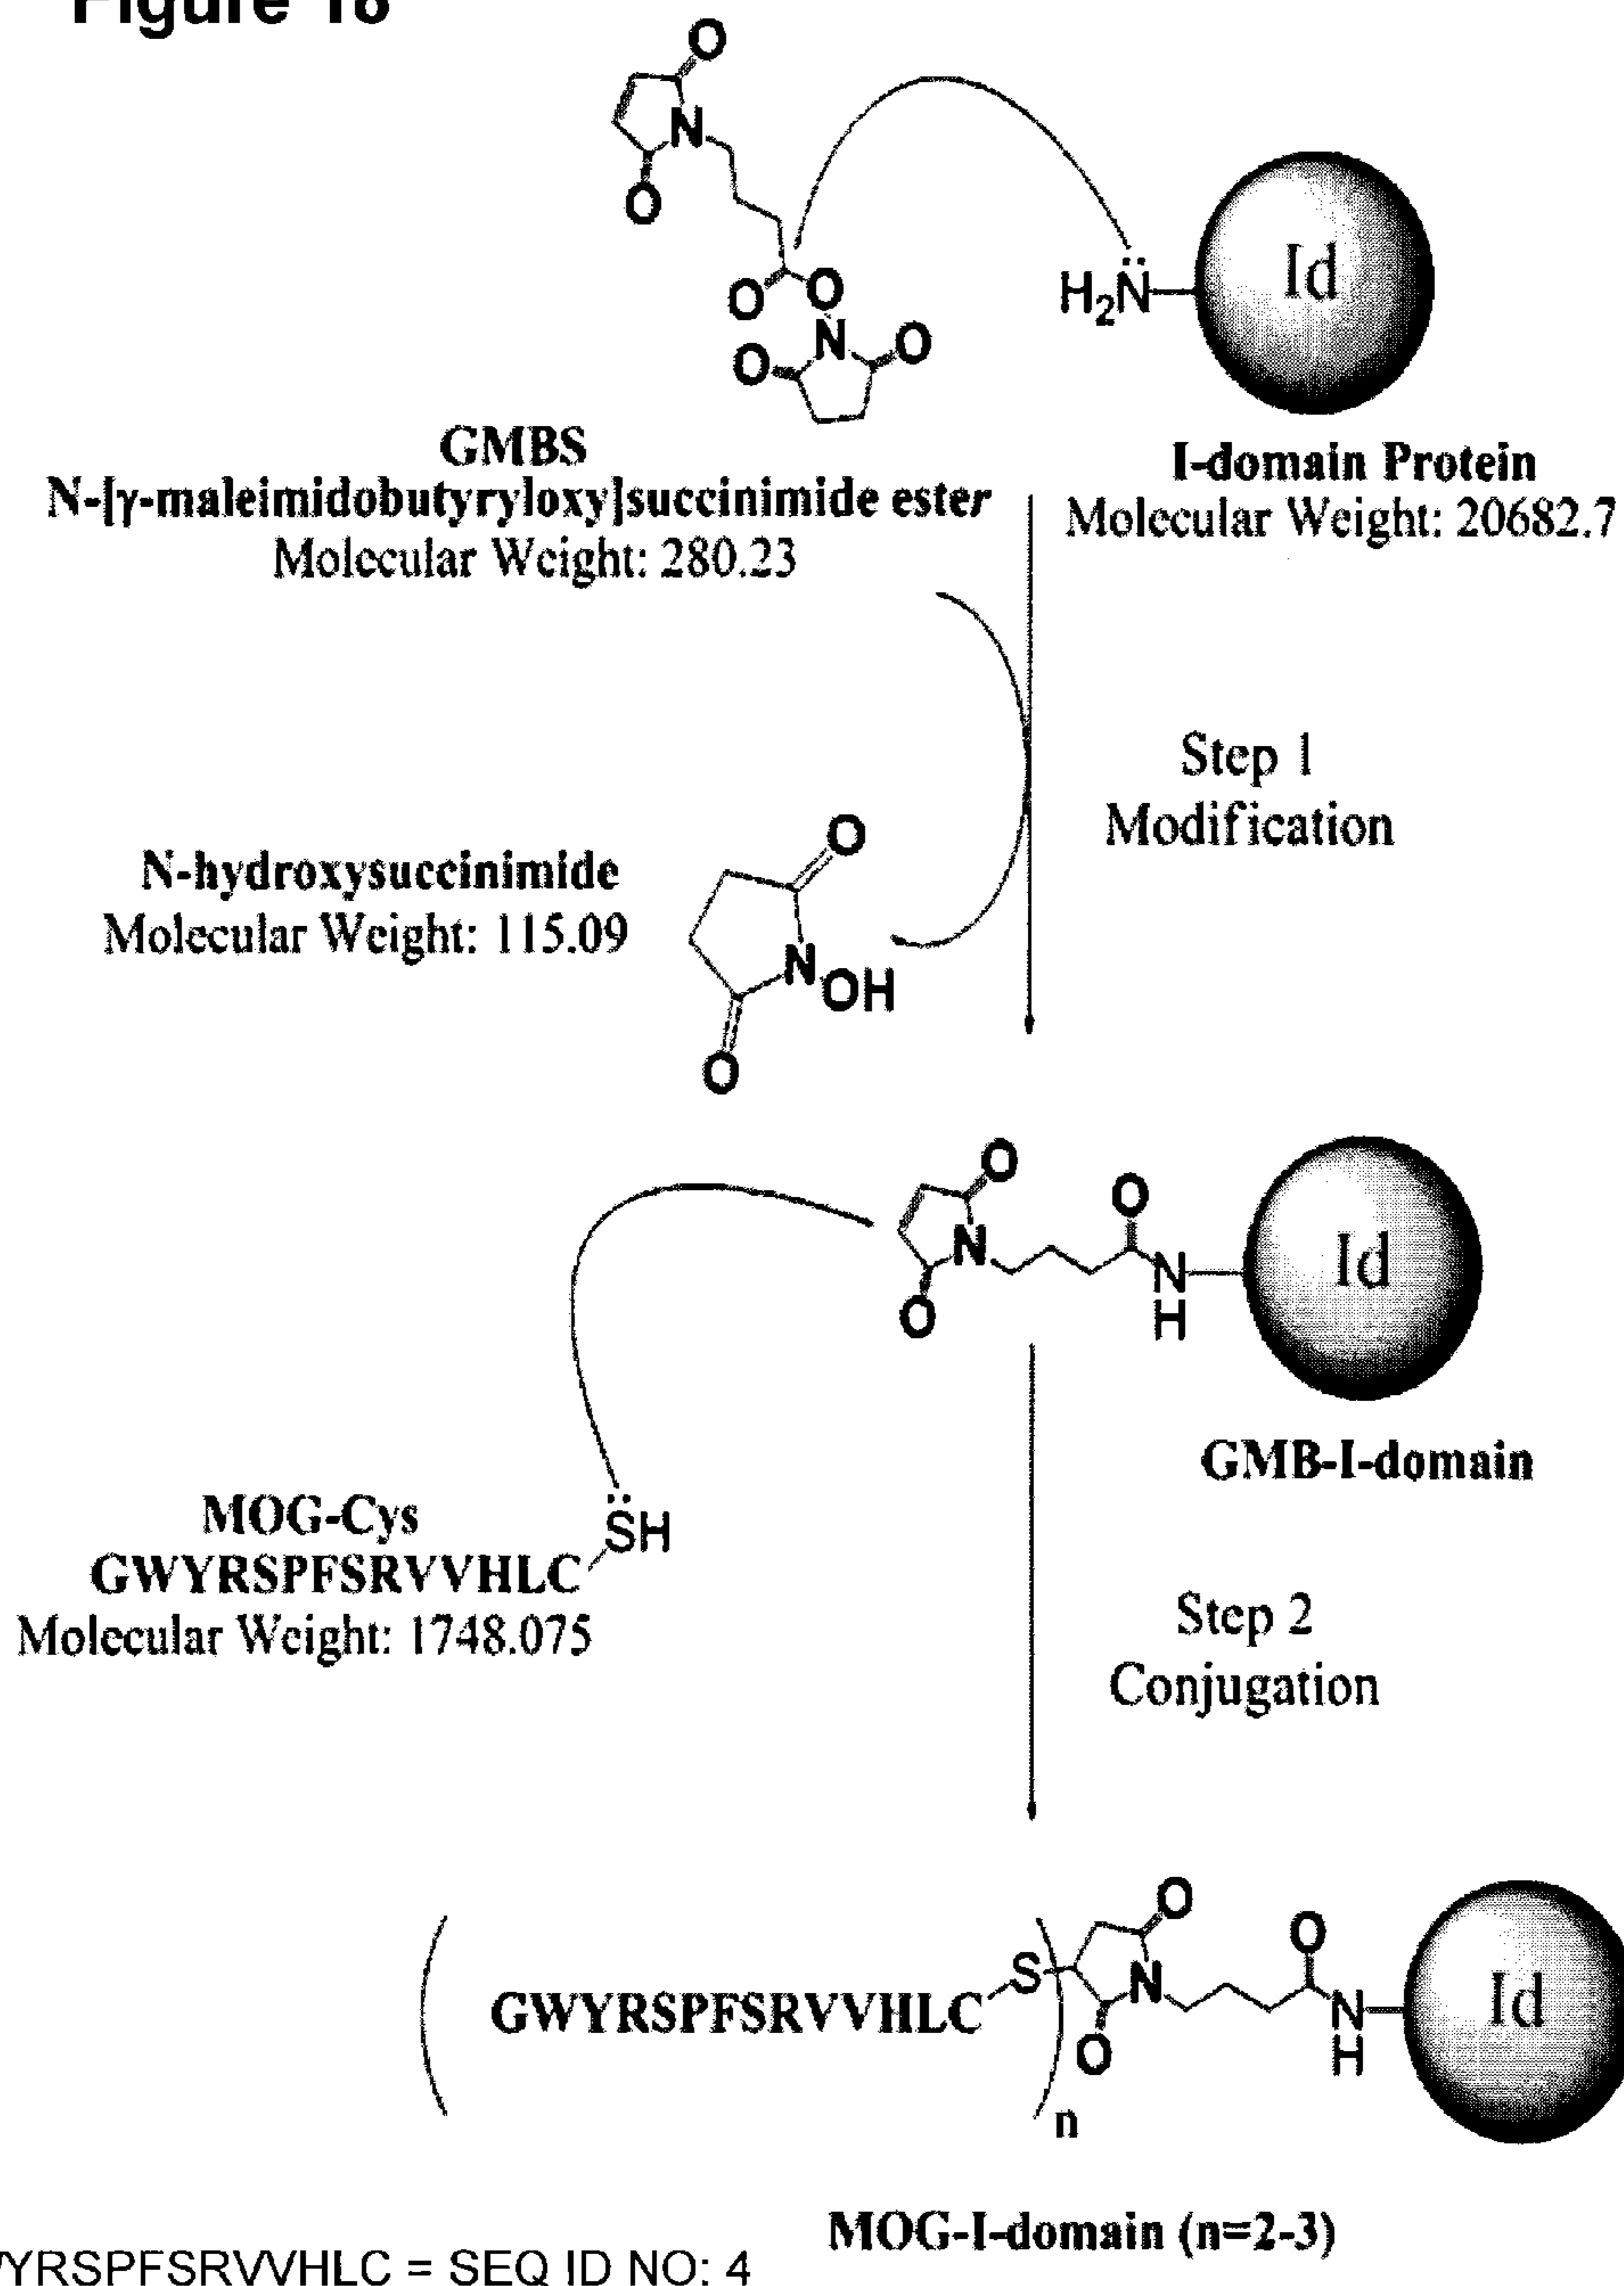 Figure 18
O
N
O
O
O
N
O
O
H₂N̈
Id
GMBS
N-[γ-maleimidobutyryloxy]succinimide ester
Molecular Weight: 280.23
I-domain Protein
Molecular Weight: 20682.7
Step 1
Modification
N-hydroxysuccinimide
Molecular Weight: 115.09
O
N
OH
O
O
N
O
O
N
H
Id
GMB-I-domain
MOG-Cys
GWYRSPFSRVVHLC
S̈H
Molecular Weight: 1748.075
Step 2
Conjugation
O
O
GWYRSPFSRVVHLC
S
N
O
N
H
Id
n
MOG-I-domain (n=2-3)
YRSPFSRVVHLC = SEQ ID NO: 4